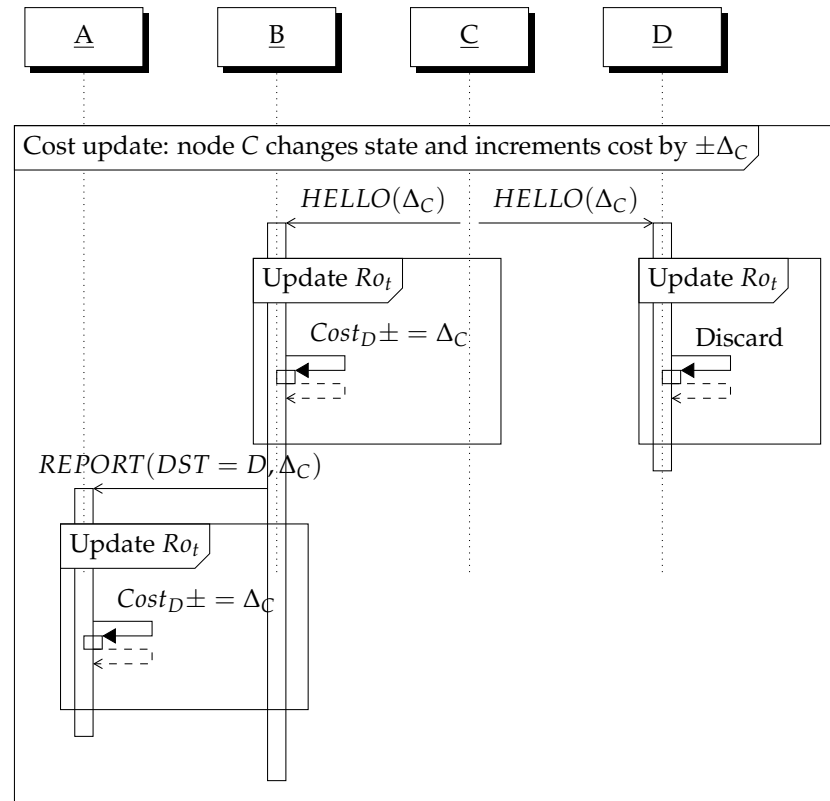 A B C D
Cost update: node C changes state and increments cost by ±Δ_C
HELLO(Δ_C) HELLO(Δ_C)
Update Ro_t Update Ro_t
Cost_D± = Δ_C Discard
REPORT(DST = D, Δ_C)
Update Ro_t
Cost_D± = Δ_C